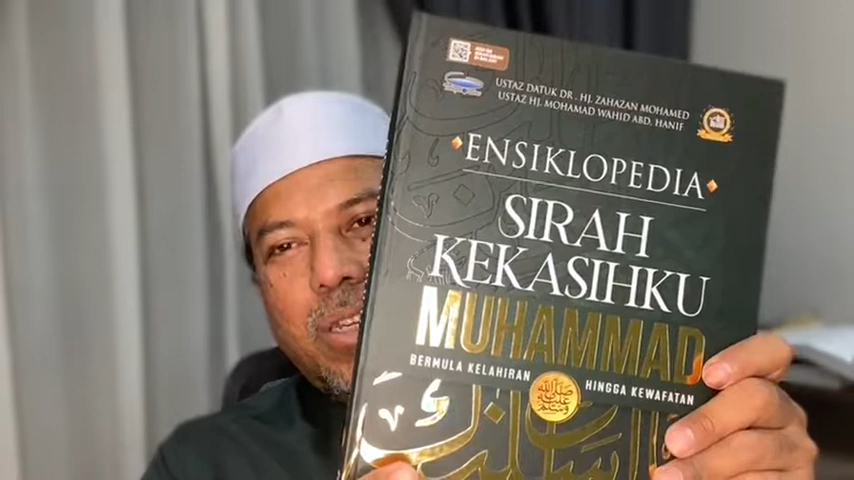 USTAZ DATUK DR. HJ. ZAHAZAN MOHAMED
USTAZ HJ. MOHAMAD WAHID ABD. HANIF
ENSIKLOPEDIA
SIRAH
KEKASIHKU
MUHAMMAD
BERMULA KELAHIRAN
HINGGA KEWAFATAN